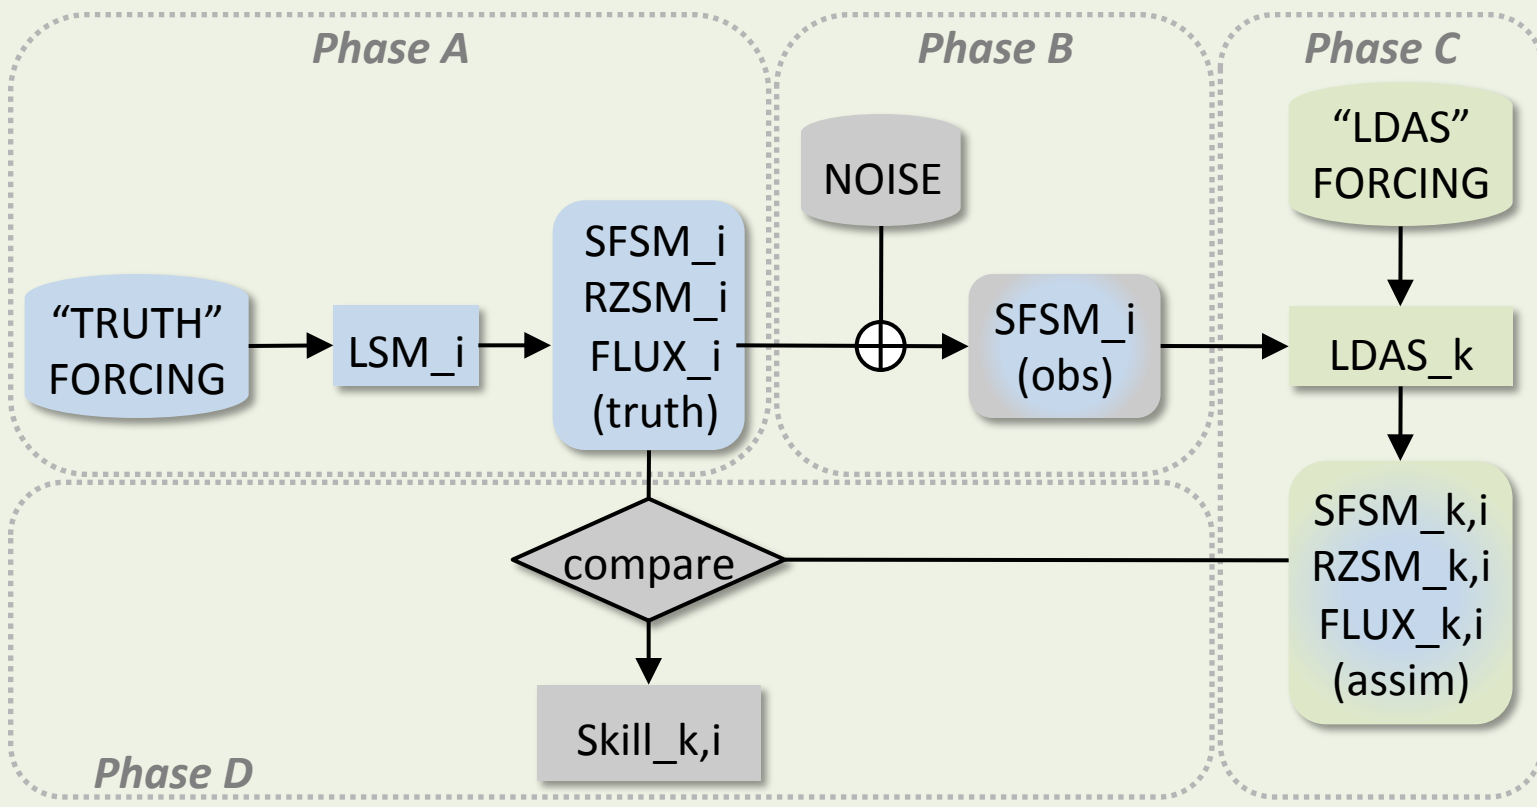 Phase A
“TRUTH”
FORCING
LSM_i
SFSM_i
RZSM_i
FLUX_i
(truth)
Phase B
NOISE
SFSM_i
(obs)
Phase C
“LDAS”
FORCING
LDAS_k
SFSM_k,i
RZSM_k,i
FLUX_k,i
(assim)
compare
Skill_k,i
Phase D